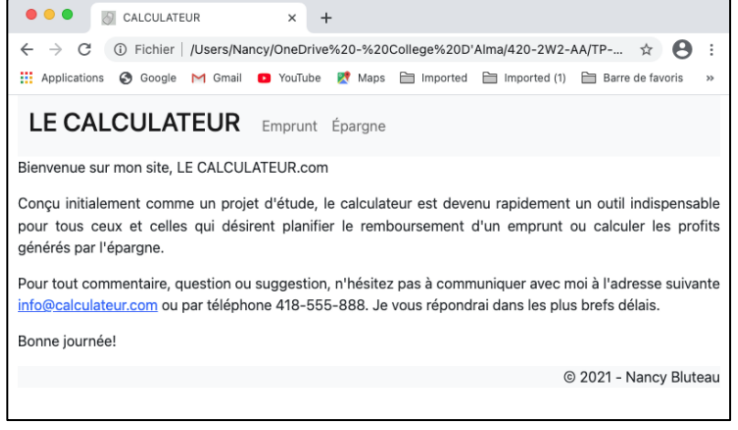 CALCULATEUR
Fichier | /Users/Nancy/OneDrive%20-%20College%20D'Alma/420-2W2-AA/TP-...
Applications Google Gmail YouTube Maps Imported Imported (1) Barre de favoris »
LE CALCULATEUR Emprunt Épargne
Bienvenue sur mon site, LE CALCULATEUR.com
Conçu initialement comme un projet d'étude, le calculateur est devenu rapidement un outil indispensable
pour tous ceux et celles qui désirent planifier le remboursement d'un emprunt ou calculer les profits
générés par l'épargne.
Pour tout commentaire, question ou suggestion, n'hésitez pas à communiquer avec moi à l'adresse suivante
info@calculateur.com ou par téléphone 418-555-888. Je vous répondrai dans les plus brefs délais.
Bonne journée!
© 2021 - Nancy Bluteau